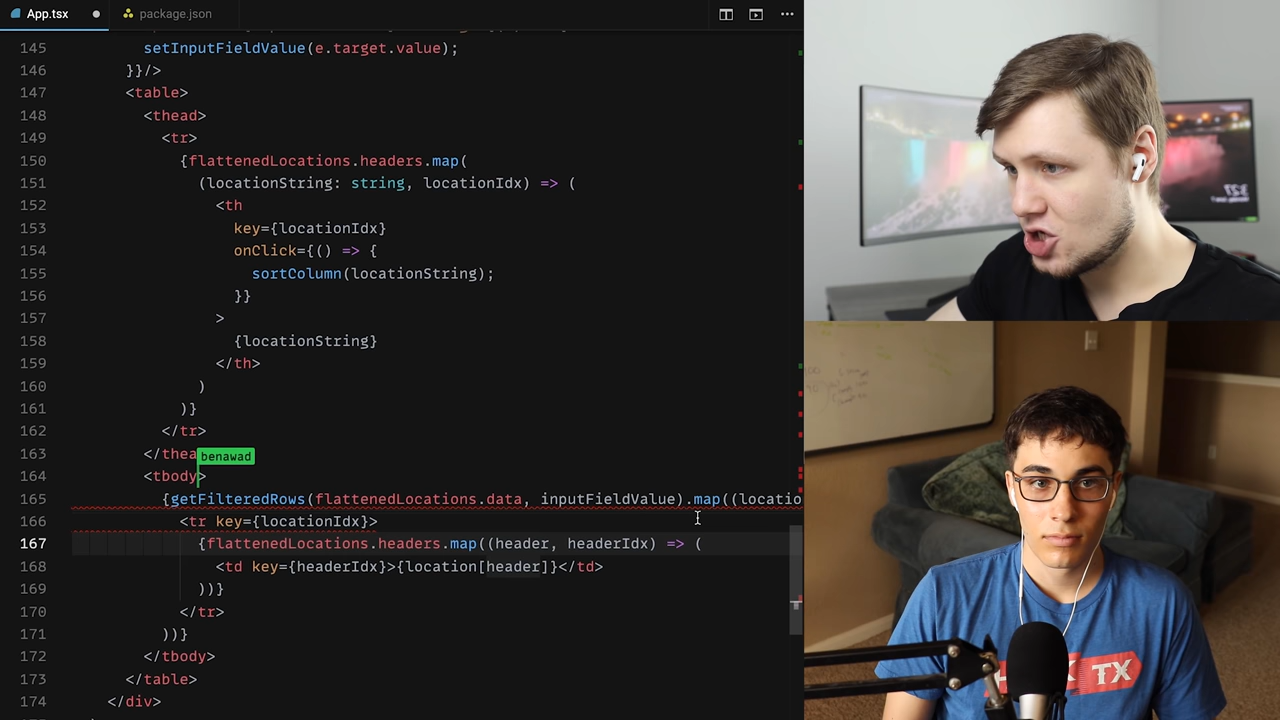 App.tsx
package.json
145 setInputFieldValue(e.target.value);
146 }}/>
147 <table>
148 <thead>
149 <tr>
150 {flattenedLocations.headers.map(
151 (locationString: string, locationIdx) => (
152 <th
153 key={locationIdx}
154 onClick={() => {
155 sortColumn(locationString);
156 }}
157 >
158 {locationString}
159 </th>
160 )
161 )}
162 </tr>
163 </thea
benawad
164 <tbody>
165 {getFilteredRows(flattenedLocations.data, inputFieldValue).map((locatio
166 <tr key={locationIdx}>
167 {flattenedLocations.headers.map((header, headerIdx) => (
168 <td key={headerIdx}>{location[header]}</td>
169 ))}
170 </tr>
171 ))}
172 </tbody>
173 </table>
174 </div>
3:27
TX